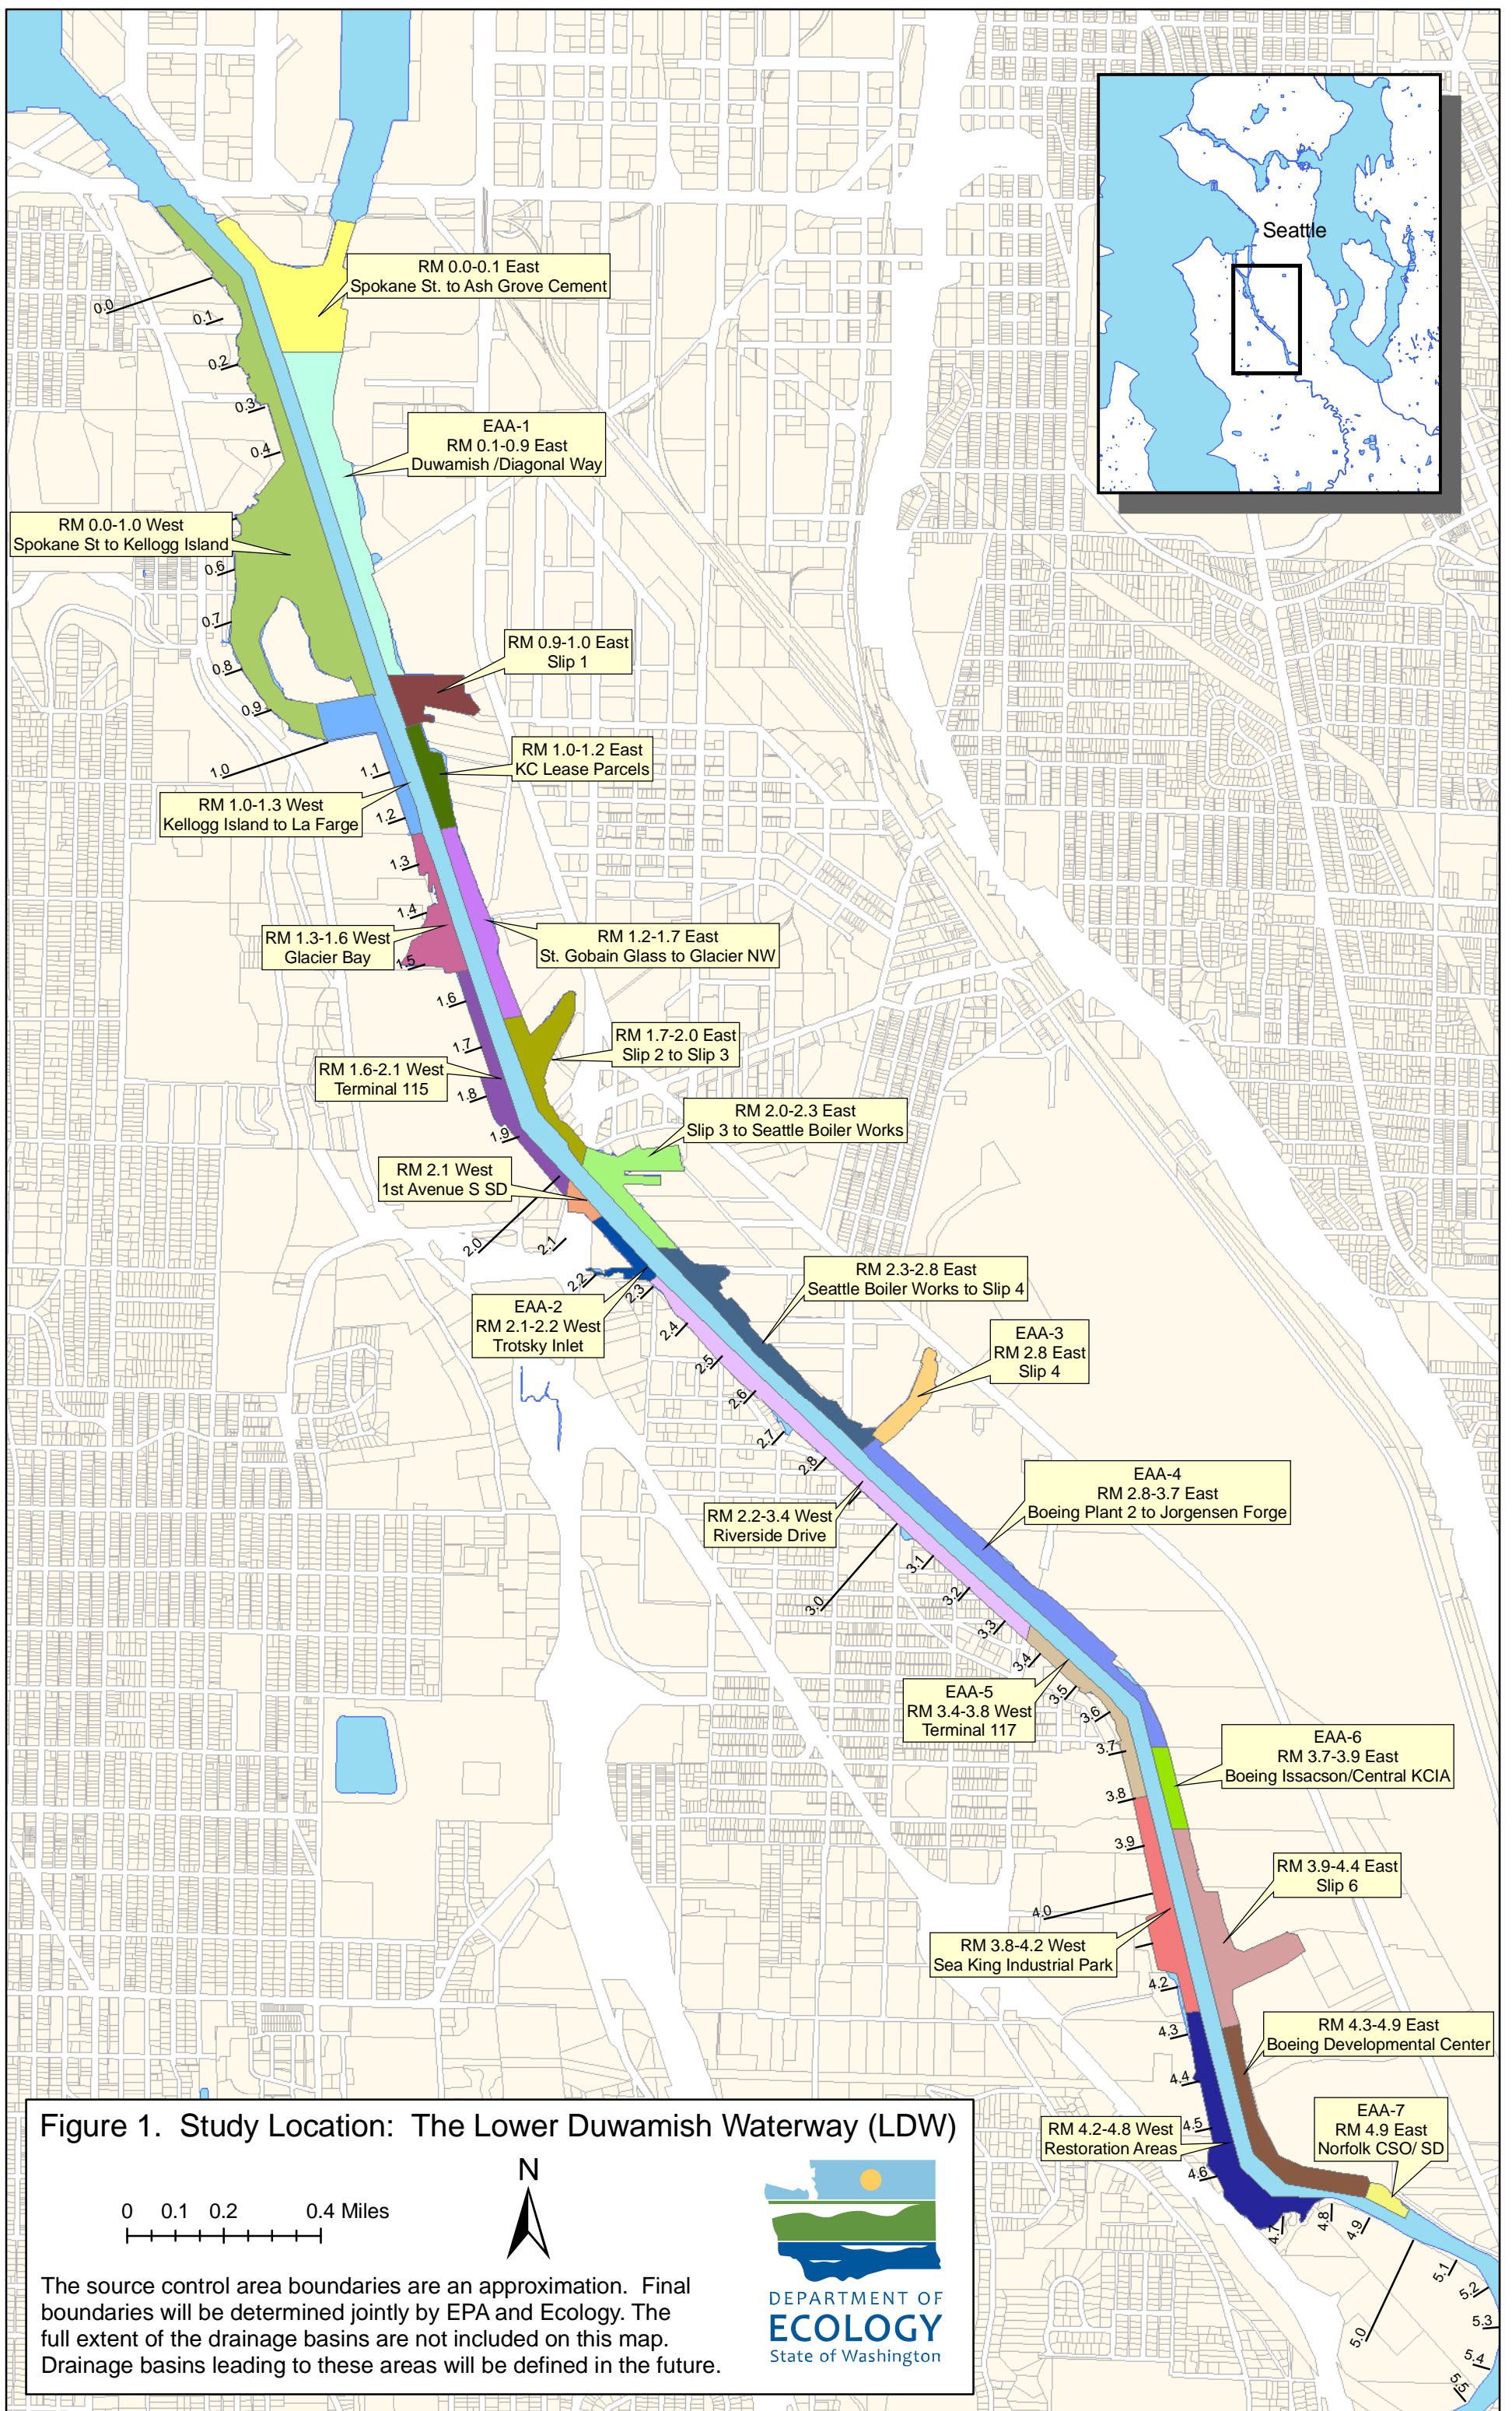 Seattle
RM 0.0-0.1 East
Spokane St. to Ash Grove Cement
0.0
0.1
0.2
0.3
0.4
EAA-1
RM 0.1-0.9 East
Duwamish /Diagonal Way
RM 0.0-1.0 West
Spokane St to Kellogg Island
0.6
0.7
0.8
0.9
1.0
RM 0.9-1.0 East
Slip 1
RM 1.0-1.2 East
KC Lease Parcels
1.1
RM 1.0-1.3 West
Kellogg Island to La Farge
1.2
1.3
1.4
RM 1.3-1.6 West
Glacier Bay
1.5
RM 1.2-1.7 East
St. Gobain Glass to Glacier NW
1.6
1.7
RM 1.7-2.0 East
Slip 2 to Slip 3
RM 1.6-2.1 West
Terminal 115
1.8
1.9
RM 2.0-2.3 East
Slip 3 to Seattle Boiler Works
RM 2.1 West
1st Avenue S SD
2.0
2.1
2.2
2.3
RM 2.3-2.8 East
Seattle Boiler Works to Slip 4
EAA-2
RM 2.1-2.2 West
Trotsky Inlet
2.4
2.5
2.6
2.7
2.8
EAA-3
RM 2.8 East
Slip 4
EAA-4
RM 2.8-3.7 East
Boeing Plant 2 to Jorgensen Forge
RM 2.2-3.4 West
Riverside Drive
3.0
3.1
3.2
3.3
3.4
3.5
3.6
3.7
EAA-5
RM 3.4-3.8 West
Terminal 117
EAA-6
RM 3.7-3.9 East
Boeing Issacson/Central KCIA
3.8
3.9
RM 3.9-4.4 East
Slip 6
4.0
RM 3.8-4.2 West
Sea King Industrial Park
4.2
4.3
RM 4.3-4.9 East
Boeing Developmental Center
4.4
4.5
RM 4.2-4.8 West
Restoration Areas
4.6
EAA-7
RM 4.9 East
Norfolk CSO/ SD
4.7
4.8
4.9
5.0
5.1
5.2
5.3
5.4
5.5
Figure 1. Study Location: The Lower Duwamish Waterway (LDW)
N
0 0.1 0.2 0.4 Miles
The source control area boundaries are an approximation. Final
boundaries will be determined jointly by EPA and Ecology. The
full extent of the drainage basins are not included on this map.
Drainage basins leading to these areas will be defined in the future.
DEPARTMENT OF
ECOLOGY
State of Washington